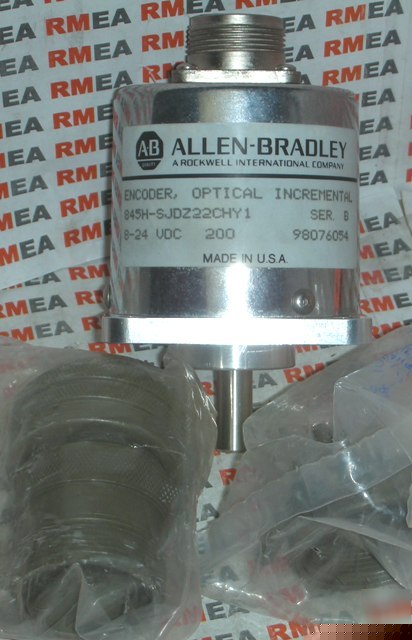 AB
QUALITY
ALLEN-BRADLEY
A ROCKWELL INTERNATIONAL COMPANY
ENCODER, OPTICAL INCREMENTAL
845H-SJDZ22CHY1 SER. B
8-24 VDC 200 98076054
MADE IN U.S.A
RMEA